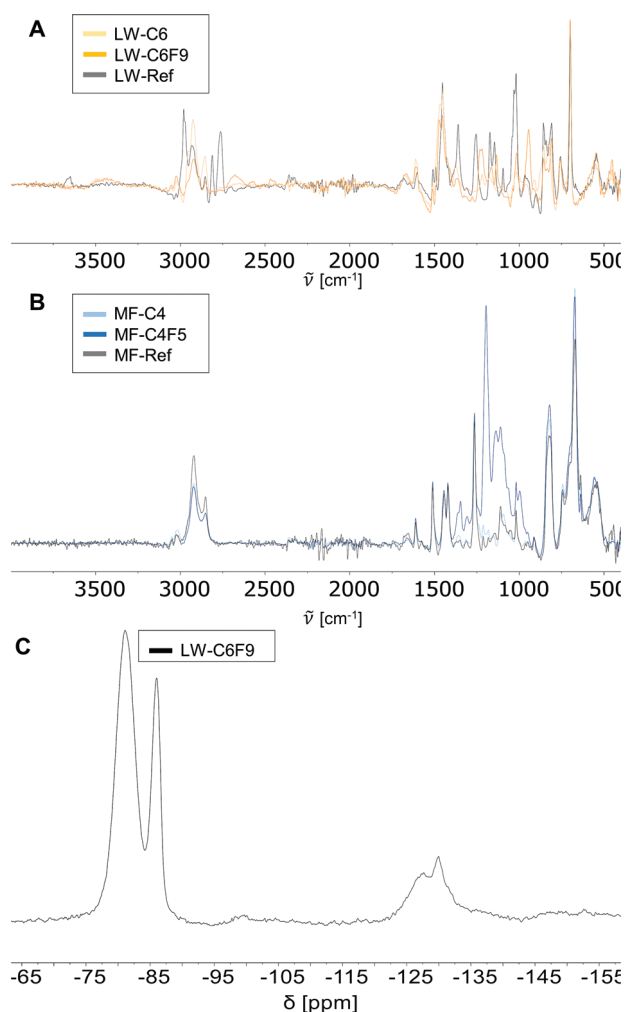 A
LW-C6
LW-C6F9
LW-Ref
3500 3000 2500 2000 1500 1000 500
ṽ [cm⁻¹]
B
MF-C4
MF-C4F5
MF-Ref
3500 3000 2500 2000 1500 1000 500
ṽ [cm⁻¹]
C
LW-C6F9
-65 -75 -85 -95 -105 -115 -125 -135 -145 -155
δ [ppm]